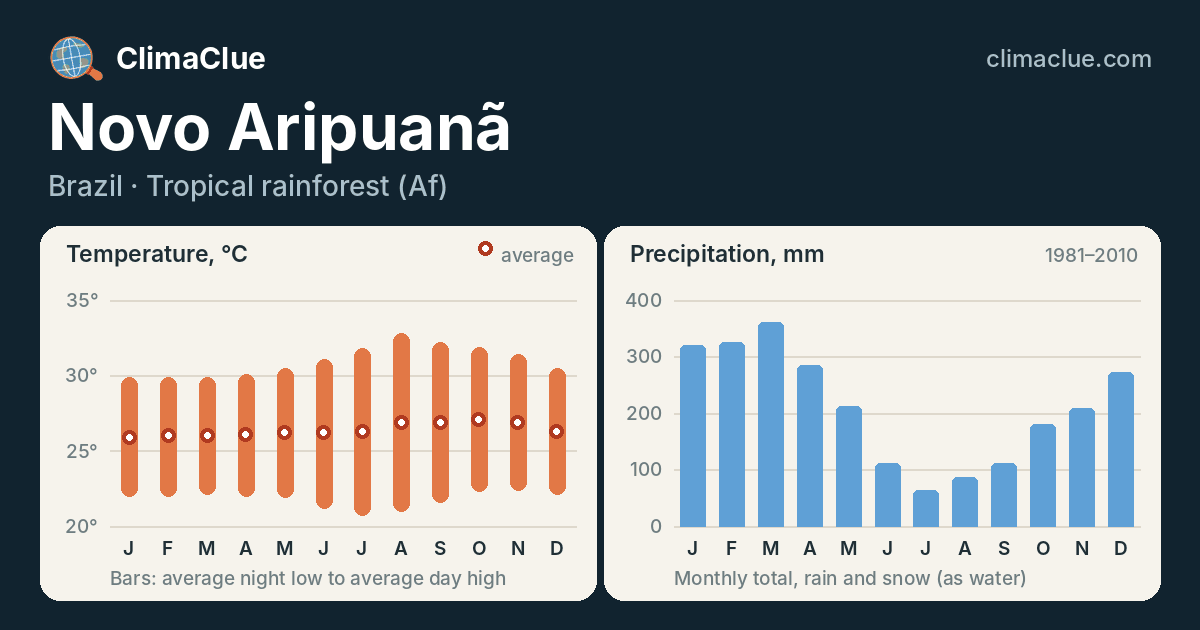 ClimaClue
climaclue.com
Novo Aripuanã
Brazil · Tropical rainforest (Af)
Temperature, °C
average
35°
30°
25°
20°
J F M A M J J A S O N D
Bars: average night low to average day high
Precipitation, mm
1981–2010
400
300
200
100
0
J F M A M J J A S O N D
Monthly total, rain and snow (as water)